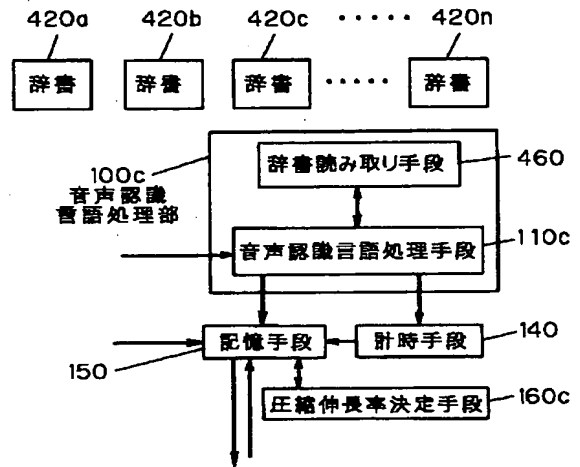 420a 420b 420c ····· 420n
辞書 辞書 辞書 ····· 辞書
100c
音声認識
言語処理部
辞書読み取り手段 460
音声認識言語処理手段 110c
記憶手段 計時手段 140
150
圧縮伸長率決定手段 160c